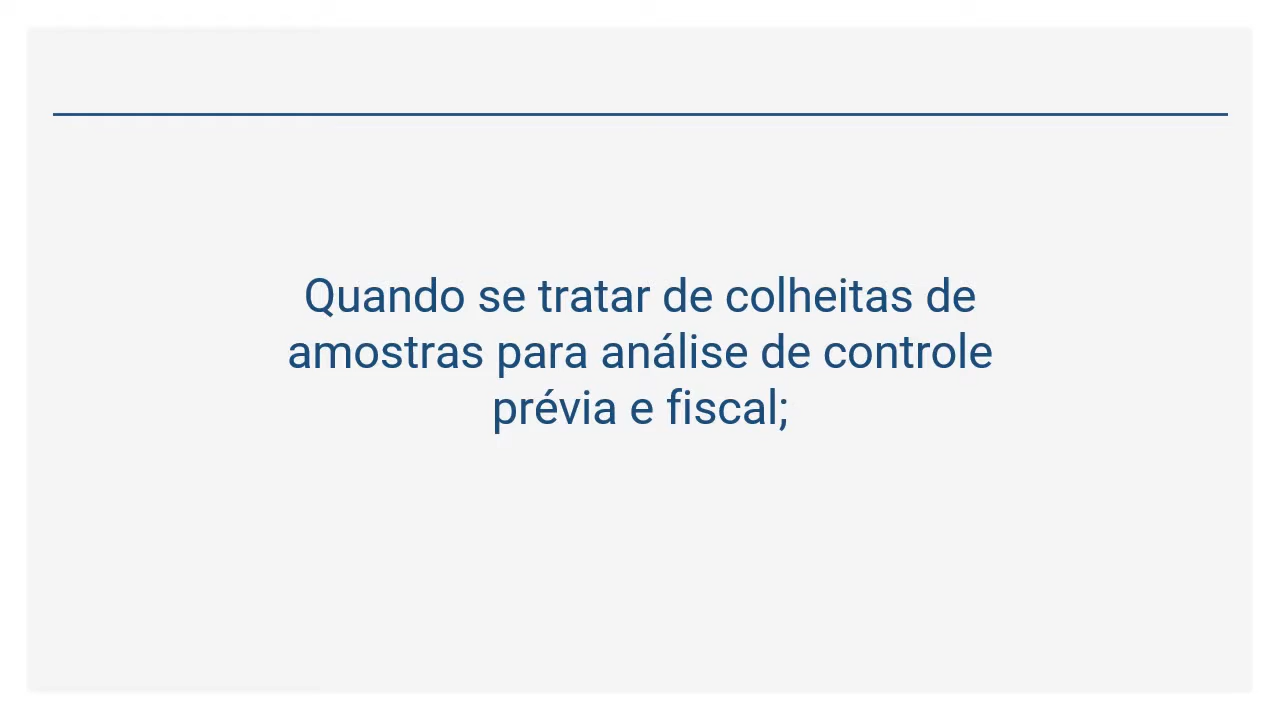 Quando se tratar de colheitas de
amostras para análise de controle
prévia e fiscal;